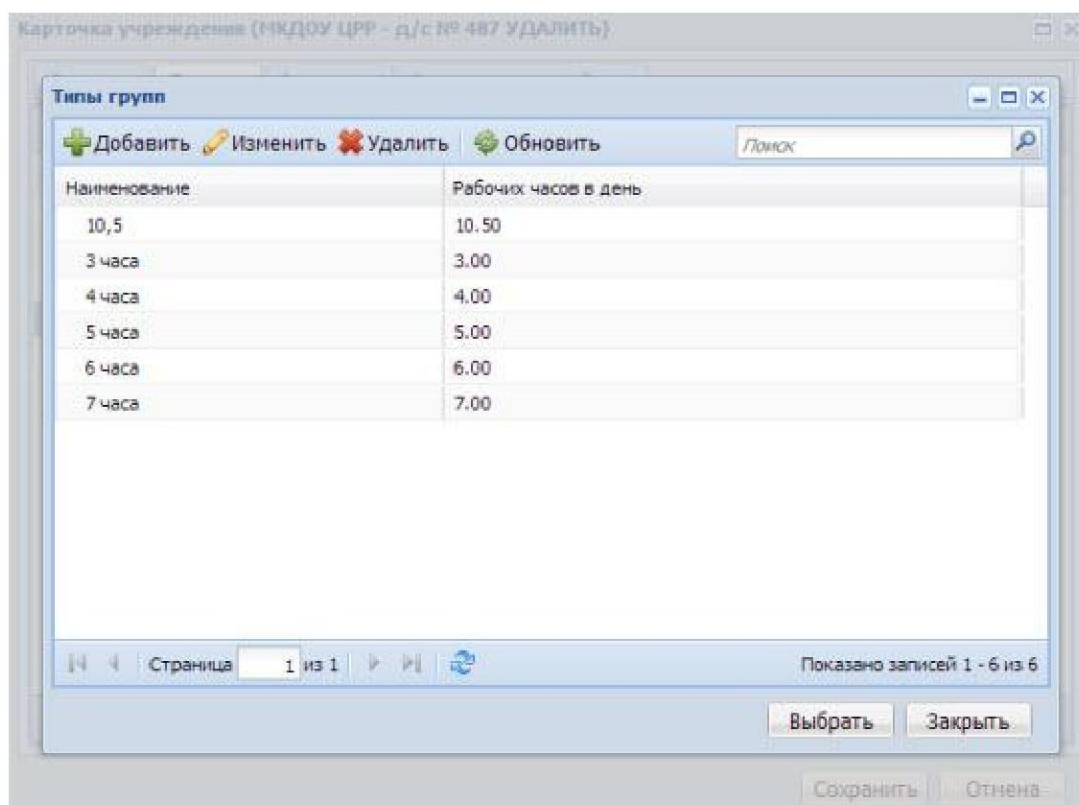 Карточка учреждения (МКДОУ ЦРР - д/с № 487 УДАЛИТЬ)
Типы групп
Добавить Изменить Удалить Обновить Поиск
Наименование Рабочих часов в день
10,5 10.50
3 часа 3.00
4 часа 4.00
5 часа 5.00
6 часа 6.00
7 часа 7.00
Страница 1 из 1 Показано записей 1 - 6 из 6
Выбрать Закрыть
Сохранить Отмена